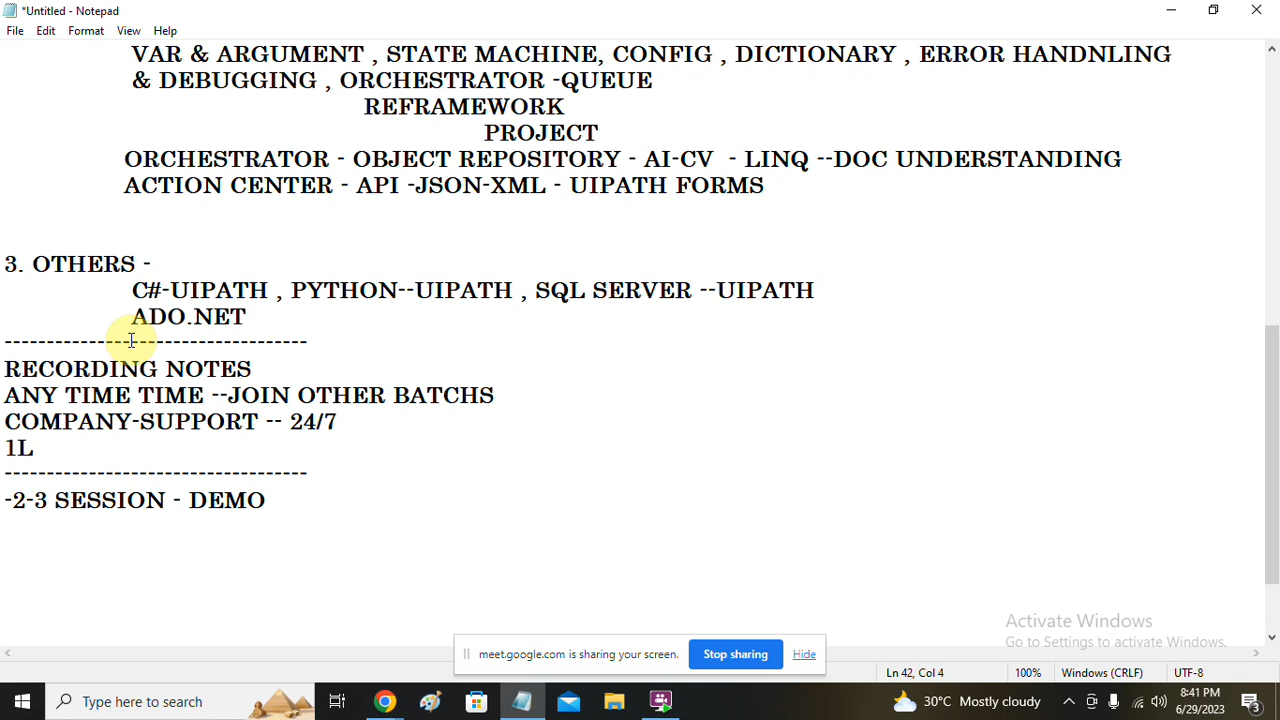 *Untitled - Notepad
File Edit Format View Help
VAR & ARGUMENT , STATE MACHINE, CONFIG , DICTIONARY , ERROR HANDNLING
& DEBUGGING , ORCHESTRATOR -QUEUE
REFRAMEWORK
PROJECT
ORCHESTRATOR - OBJECT REPOSITORY - AI-CV - LINQ --DOC UNDERSTANDING
ACTION CENTER - API -JSON-XML - UIPATH FORMS
3. OTHERS -
C#-UIPATH , PYTHON--UIPATH , SQL SERVER --UIPATH
ADO.NET
------------------------------------
RECORDING NOTES
ANY TIME TIME --JOIN OTHER BATCHS
COMPANY-SUPPORT -- 24/7
1L
------------------------------------
-2-3 SESSION - DEMO
Activate Windows
Go to Settings to activate Windows.
meet.google.com is sharing your screen. Stop sharing Hide
Ln 42, Col 4 100% Windows (CRLF) UTF-8
Type here to search 30°C Mostly cloudy 8:41 PM
6/29/2023 3